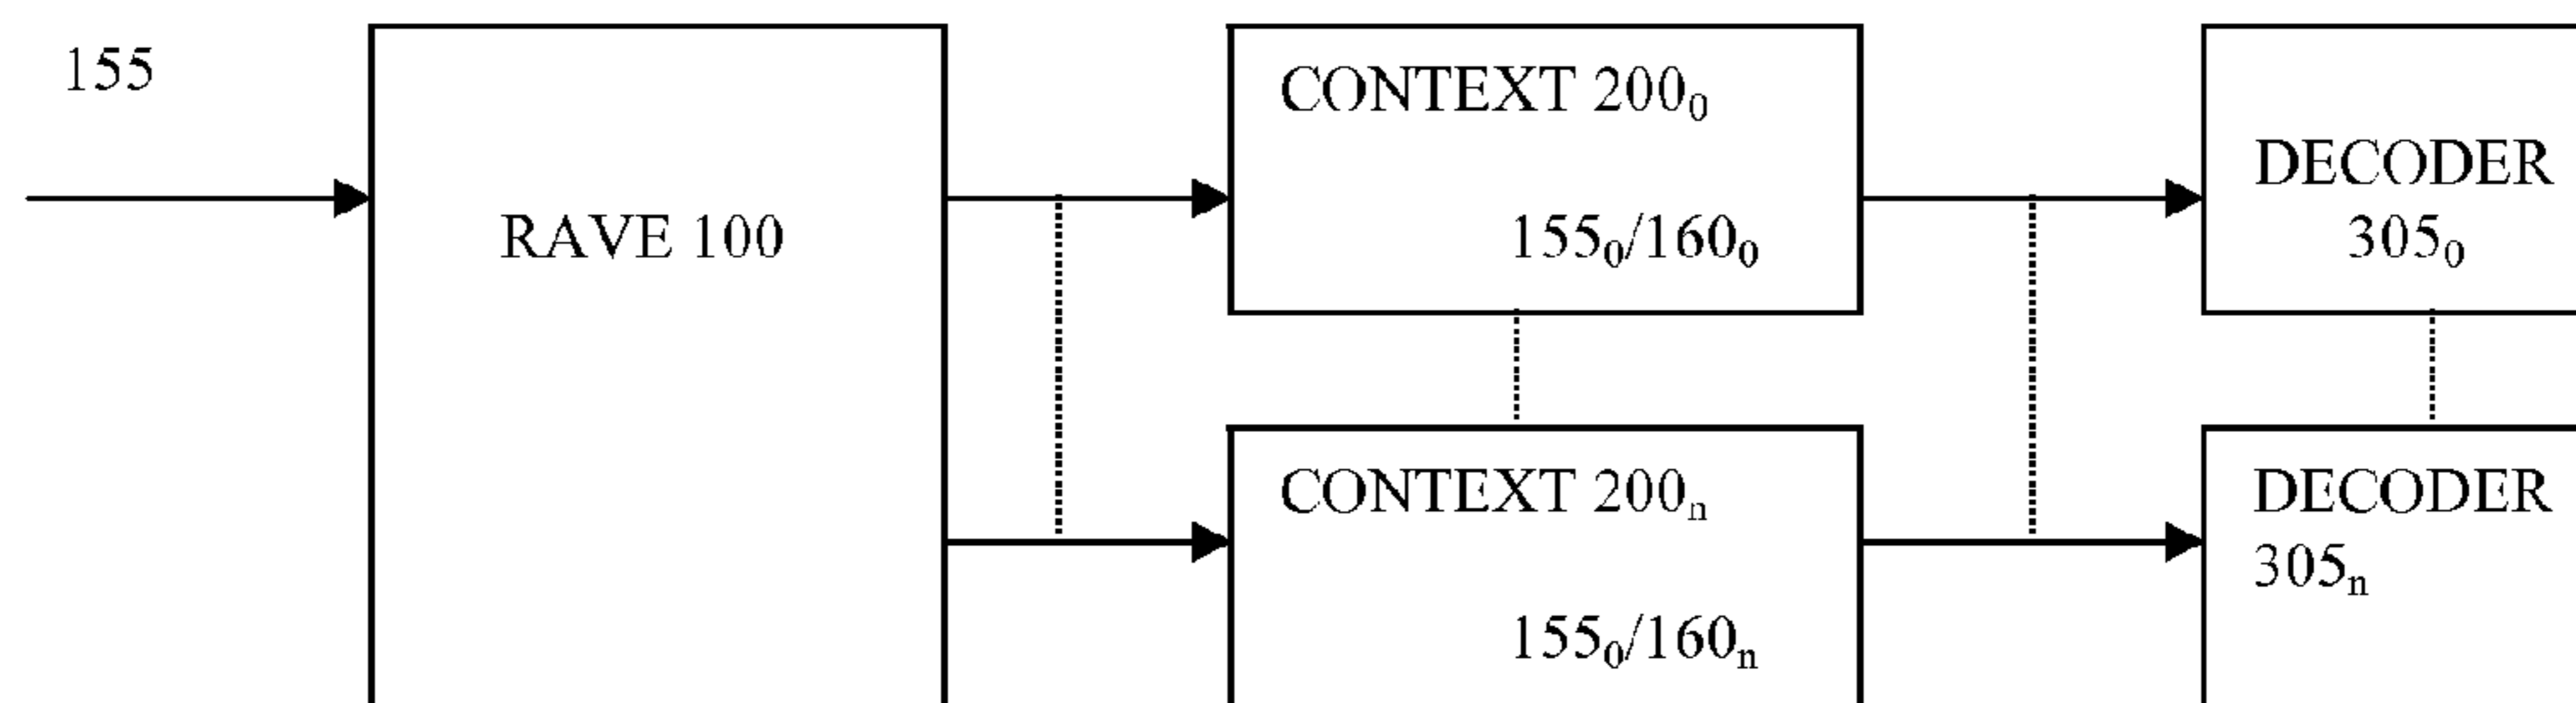 155
RAVE 100
CONTEXT 200₀
155₀/160₀
DECODER
305₀
CONTEXT 200ₙ
155₀/160ₙ
DECODER
305ₙ